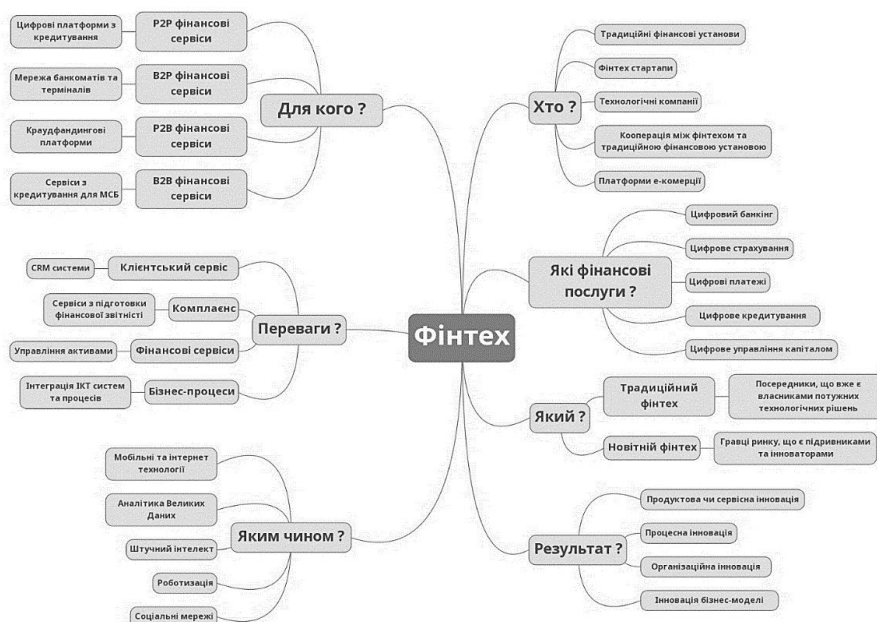 Цифрові платформи з
кредитування
P2P фінансові
сервіси
Мережа банкоматів та
терміналів
B2P фінансові
сервіси
Краудфандингові
платформи
P2B фінансові
сервіси
Сервіси з
кредитування для МСБ
B2B фінансові
сервіси
Для кого ?
CRM системи
Клієнтський сервіс
Сервіси з підготовки
фінансової звітністі
Комплаєнс
Управління активами
Фінансові сервіси
Інтеграція ІКТ систем
та процесів
Бізнес-процеси
Переваги ?
Мобільні та інтернет
технології
Аналітика Великих
Даних
Штучний інтелект
Роботизація
Соціальні мережі
Яким чином ?
Фінтех
Хто ?
Традиційні фінансові установи
Фінтех стартапи
Технологічні компанії
Кооперація між фінтехом та
традиційною фінансовою установою
Платформи е-комерції
Які фінансові
послуги ?
Цифровий банкінг
Цифрове страхування
Цифрові платежі
Цифрове кредитування
Цифрове управління капіталом
Який ?
Традиційний
фінтех
Посередники, що вже є
власниками потужних
технологічних рішень
Новітній фінтех
Гравці ринку, що є підривниками
та інноваторами
Результат ?
Продуктова чи сервісна інновація
Процесна інновація
Організаційна інновація
Інновація бізнес-моделі